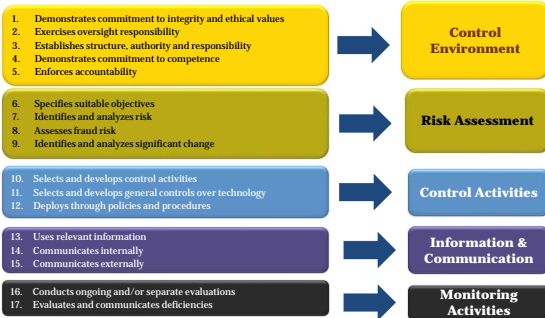 1. Demonstrates commitment to integrity and ethical values
2. Exercises oversight responsibility
3. Establishes structure, authority and responsibility
4. Demonstrates commitment to competence
5. Enforces accountability
Control
Environment
6. Specifies suitable objectives
7. Identifies and analyzes risk
8. Assesses fraud risk
9. Identifies and analyzes significant change
Risk Assessment
10. Selects and develops control activities
11. Selects and develops general controls over technology
12. Deploys through policies and procedures
Control Activities
13. Uses relevant information
14. Communicates internally
15. Communicates externally
Information &
Communication
16. Conducts ongoing and/or separate evaluations
17. Evaluates and communicates deficiencies
Monitoring
Activities